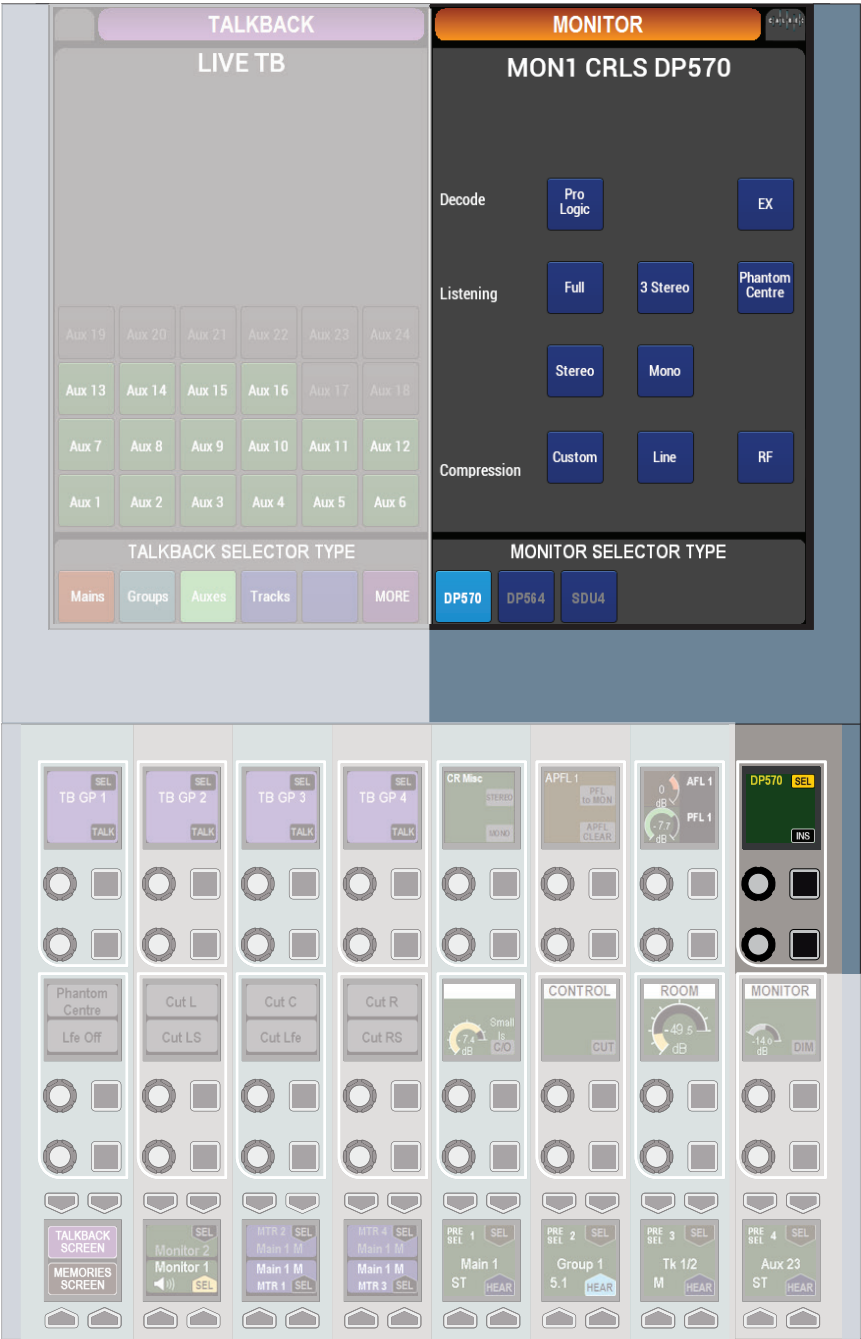 TALKBACK
MONITOR
CALREC
LIVE TB
MON1 CRLS DP570
Decode
Pro
Logic
EX
Listening
Full
3 Stereo
Phantom
Centre
Stereo
Mono
Compression
Custom
Line
RF
Aux 19 Aux 20 Aux 21 Aux 22 Aux 23 Aux 24
Aux 13 Aux 14 Aux 15 Aux 16 Aux 17 Aux 18
Aux 7 Aux 8 Aux 9 Aux 10 Aux 11 Aux 12
Aux 1 Aux 2 Aux 3 Aux 4 Aux 5 Aux 6
TALKBACK SELECTOR TYPE
Mains Groups Auxes Tracks MORE
MONITOR SELECTOR TYPE
DP570 DP564 SDU4
SEL
TB GP 1
TALK
SEL
TB GP 2
TALK
SEL
TB GP 3
TALK
SEL
TB GP 4
TALK
CR Misc
STEREO
MONO
APFL 1
PFL
to MON
APFL
CLEAR
0
dB
AFL 1
-7.7
dB
PFL 1
DP570 SEL
INS
Phantom
Centre
Lfe Off
Cut L
Cut LS
Cut C
Cut Lfe
Cut R
Cut RS
-7.4
dB
Small
ls
C/O
CONTROL
CUT
ROOM
-49.5
dB
MONITOR
-14.0
dB
DIM
TALKBACK
SCREEN
MEMORIES
SCREEN
SEL
Monitor 2
Monitor 1
SEL
MTR 2 SEL
Main 1 M
Main 1 M
MTR 1 SEL
MTR 4 SEL
Main 1 M
Main 1 M
MTR 3 SEL
PRE
SEL 1 SEL
Main 1
ST HEAR
PRE
SEL 2 SEL
Group 1
5.1 HEAR
PRE
SEL 3 SEL
Tk 1/2
M HEAR
PRE
SEL 4 SEL
Aux 23
ST HEAR